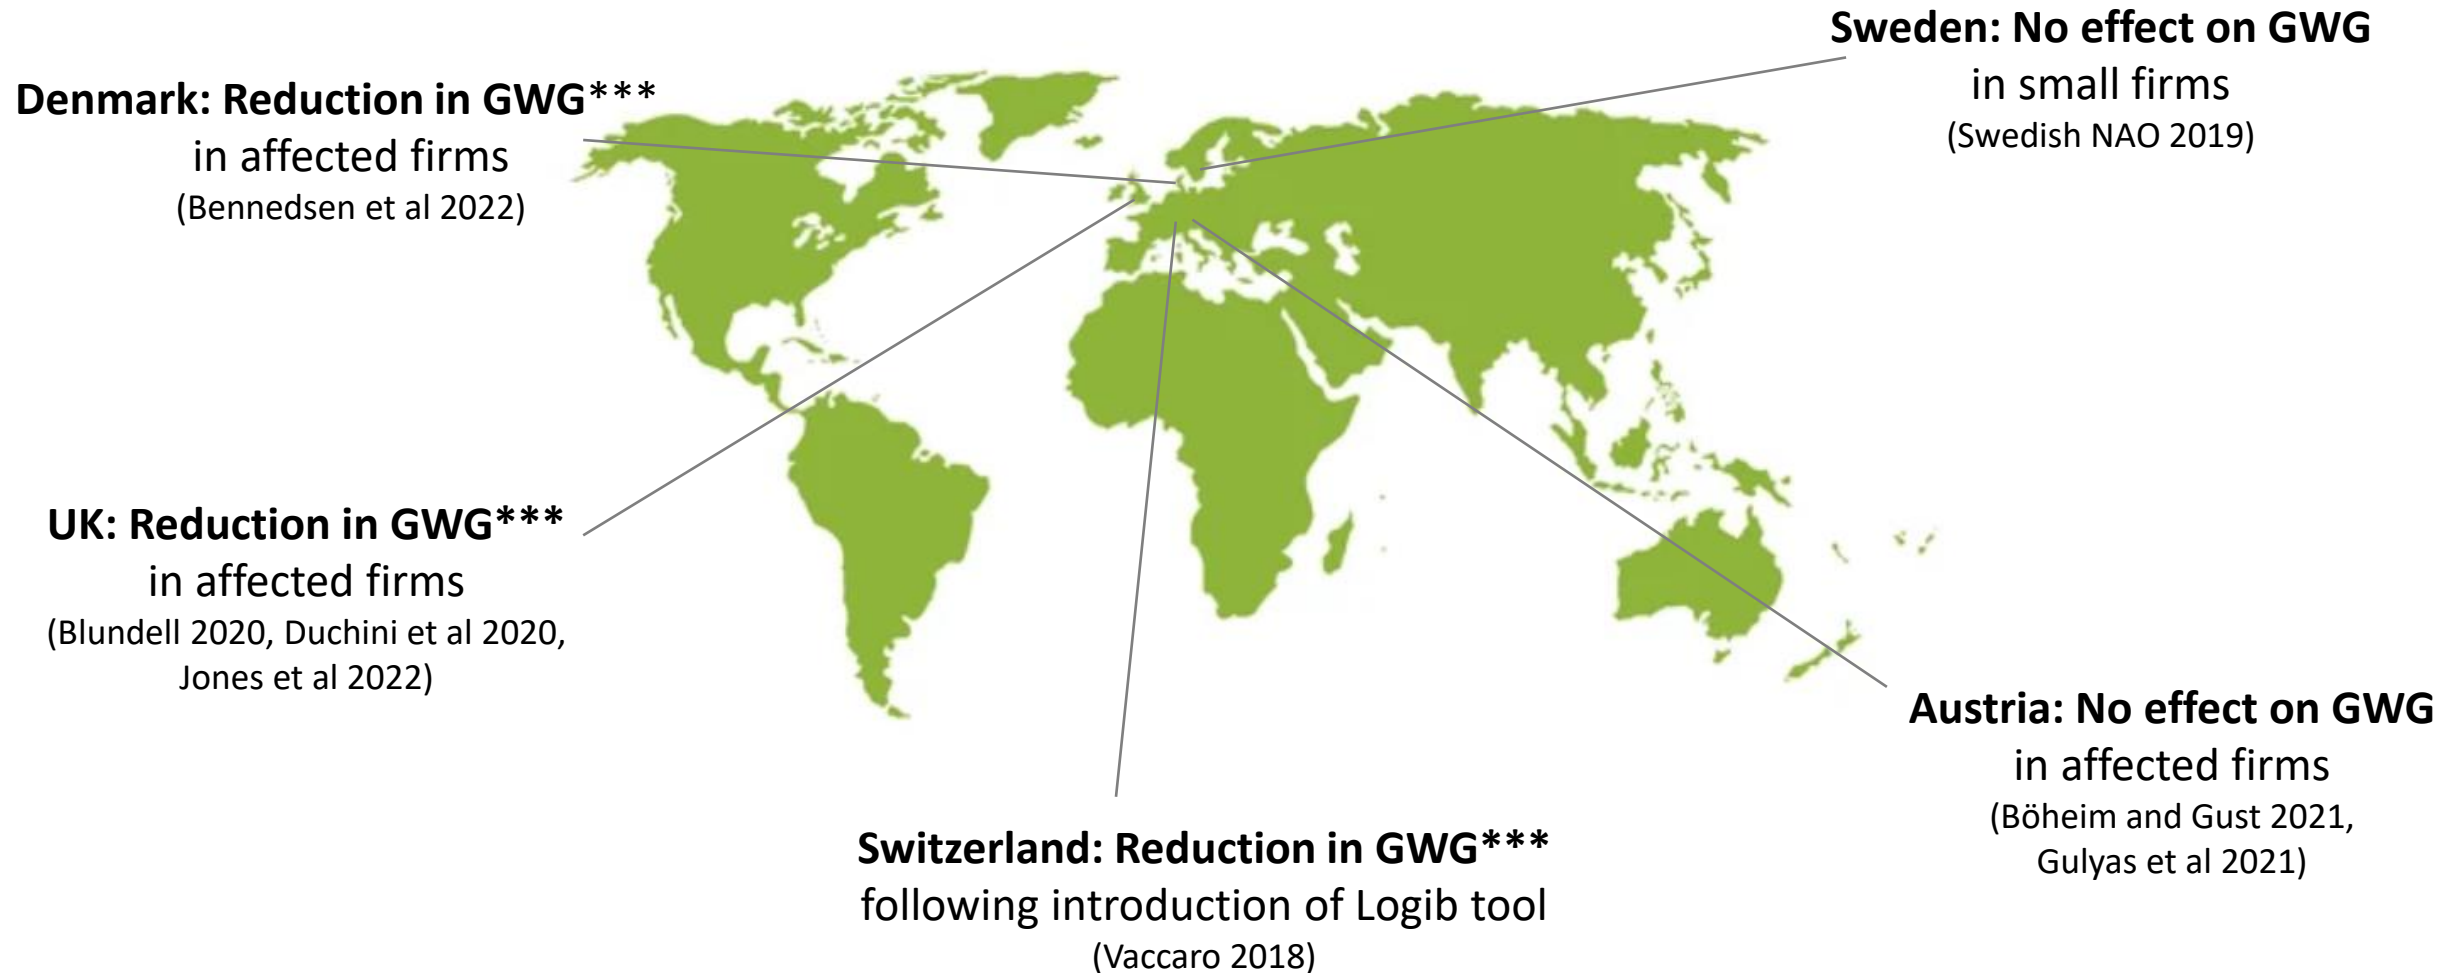 Sweden: No effect on GWG
in small firms
(Swedish NAO 2019)
Denmark: Reduction in GWG***
in affected firms
(Bennedsen et al 2022)
UK: Reduction in GWG***
in affected firms
(Blundell 2020, Duchini et al 2020,
Jones et al 2022)
Austria: No effect on GWG
in affected firms
(Böheim and Gust 2021,
Gulyas et al 2021)
Switzerland: Reduction in GWG***
following introduction of Logib tool
(Vaccaro 2018)